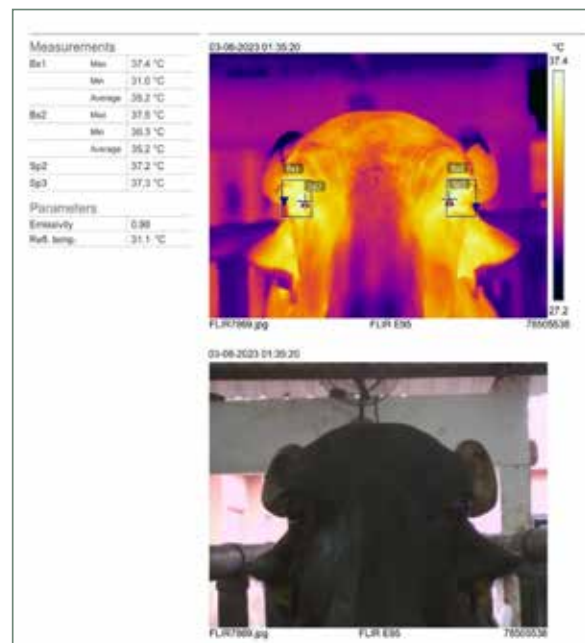 Measurements
Bx1 Max 37.4 °C
Min 31.0 °C
Average 35.2 °C
Bx2 Max 37.5 °C
Min 30.3 °C
Average 35.2 °C
Sp2 37.2 °C
Sp3 37.3 °C
Parameters
Emissivity 0.98
Refl. temp. 31.1 °C
03-08-2023 01:35:20
°C
37.4
27.2
FLIR7869.jpg FLIR E95 78505538
03-08-2023 01:35:20
FLIR7869.jpg FLIR E95 78505538